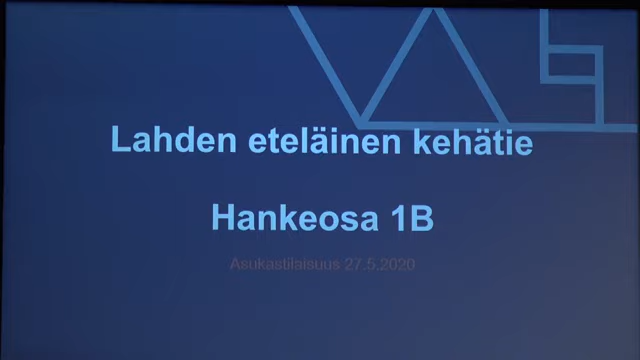 Lahden eteläinen kehätie
Hankeosa 1B
Asukastilaisuus 27.5.2020